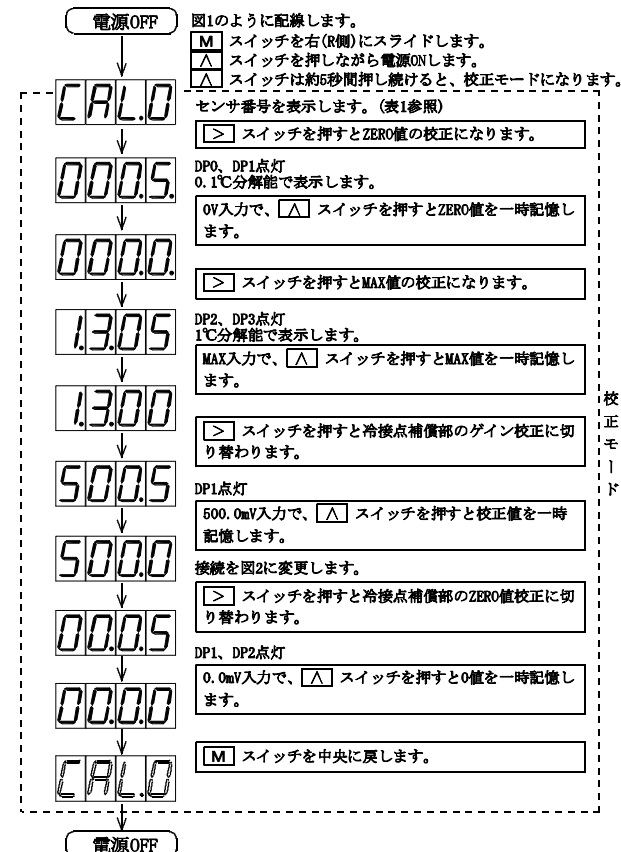 電源OFF
図1のように配線します。
M スイッチを右(R側)にスライドします。
∧ スイッチを押しながら電源ONします。
∧ スイッチは約5秒間押し続けると、校正モードになります。
CAL.0
センサ番号を表示します。(表1参照)
> スイッチを押すとZERO値の校正になります。
000.5.
DP0、DP1点灯
0.1℃分解能で表示します。
0V入力で、 ∧ スイッチを押すとZERO値を一時記憶し
ます。
000.0.
> スイッチを押すとMAX値の校正になります。
1.3.05
DP2、DP3点灯
1℃分解能で表示します。
MAX入力で、 ∧ スイッチを押すとMAX値を一時記憶し
ます。
1.3.00
> スイッチを押すと冷接点補償部のゲイン校正に切
り替わります。
500.5
DP1点灯
500.0mV入力で、 ∧ スイッチを押すと校正値を一時
記憶します。
500.0
接続を図2に変更します。
> スイッチを押すと冷接点補償部のZERO値校正に切
り替わります。
00.0.5
DP1、DP2点灯
0.0mV入力で、 ∧ スイッチを押すと0値を一時記憶し
ます。
00.0.0
M スイッチを中央に戻します。
CAL.0
電源OFF
校正モード